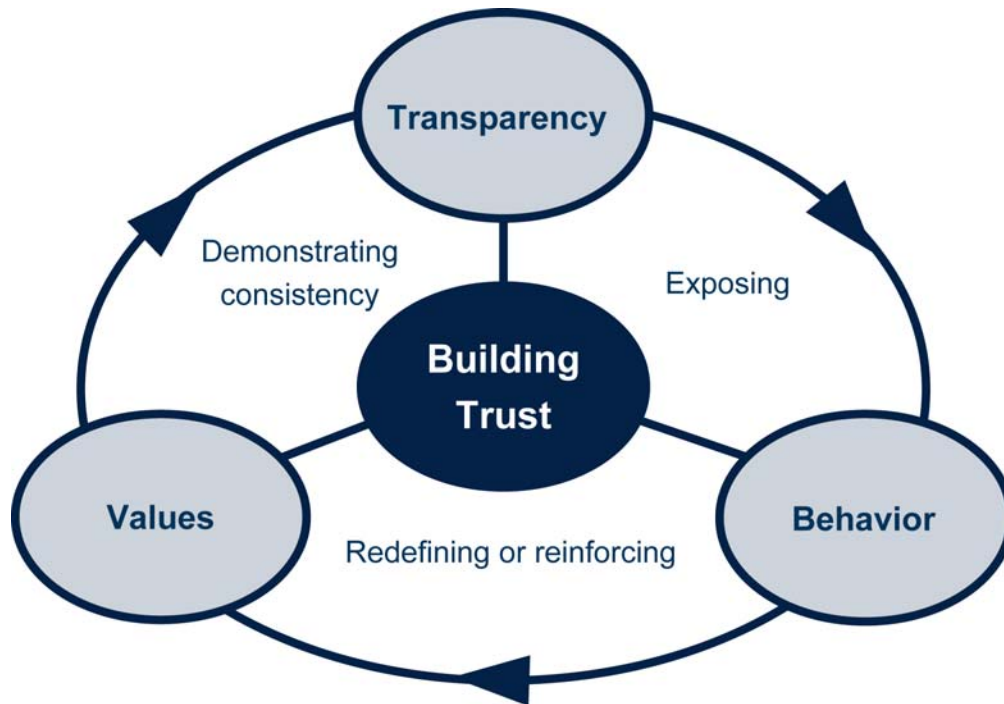 Transparency
Demonstrating
consistency
Exposing
Building
Trust
Values
Behavior
Redefining or reinforcing